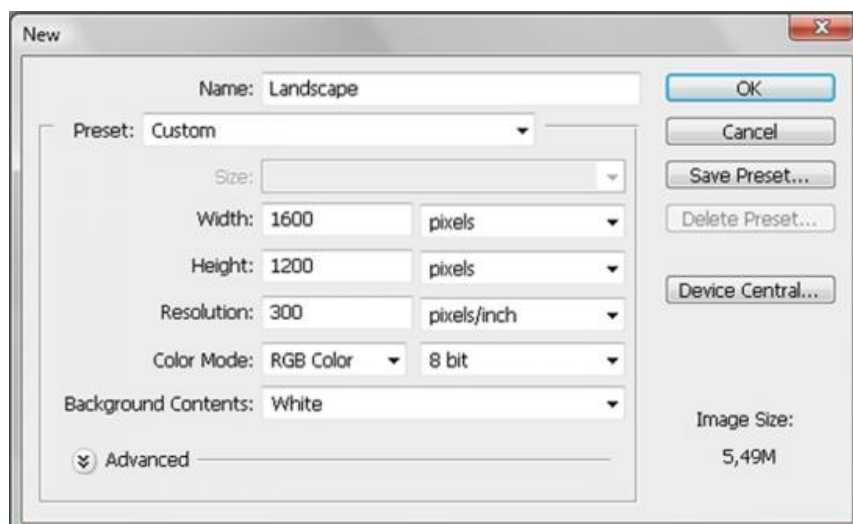 New
Name: Landscape
OK
Preset: Custom
Cancel
Size:
Save Preset...
Width: 1600 pixels
Delete Preset...
Height: 1200 pixels
Device Central...
Resolution: 300 pixels/inch
Color Mode: RGB Color 8 bit
Background Contents: White
Image Size:
Advanced
5,49M